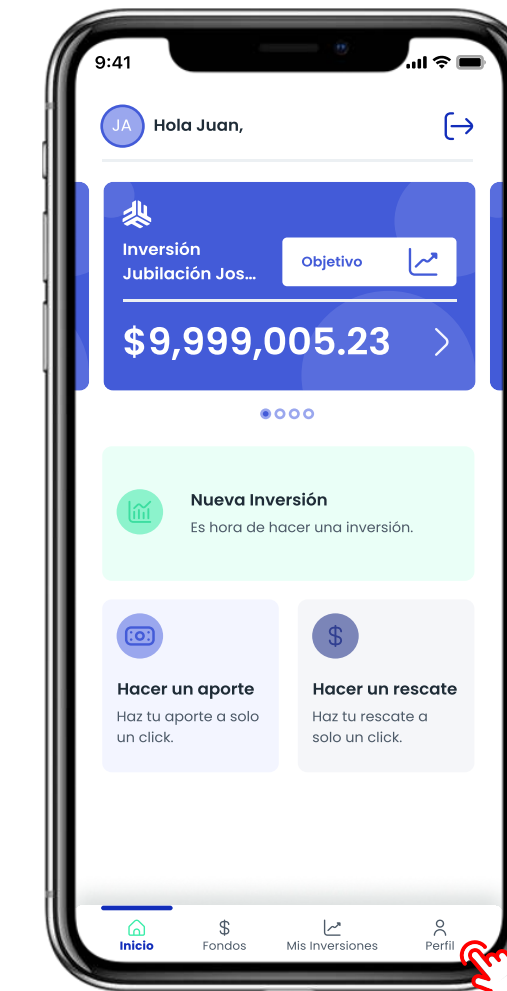 9:41
JA
Hola Juan,
Inversión
Jubilación Jos...
Objetivo
$9,999,005.23
Nueva Inversión
Es hora de hacer una inversión.
$
Hacer un aporte
Haz tu aporte a solo
un click.
Hacer un rescate
Haz tu rescate a
solo un click.
$
Inicio
Fondos
Mis Inversiones
Perfil